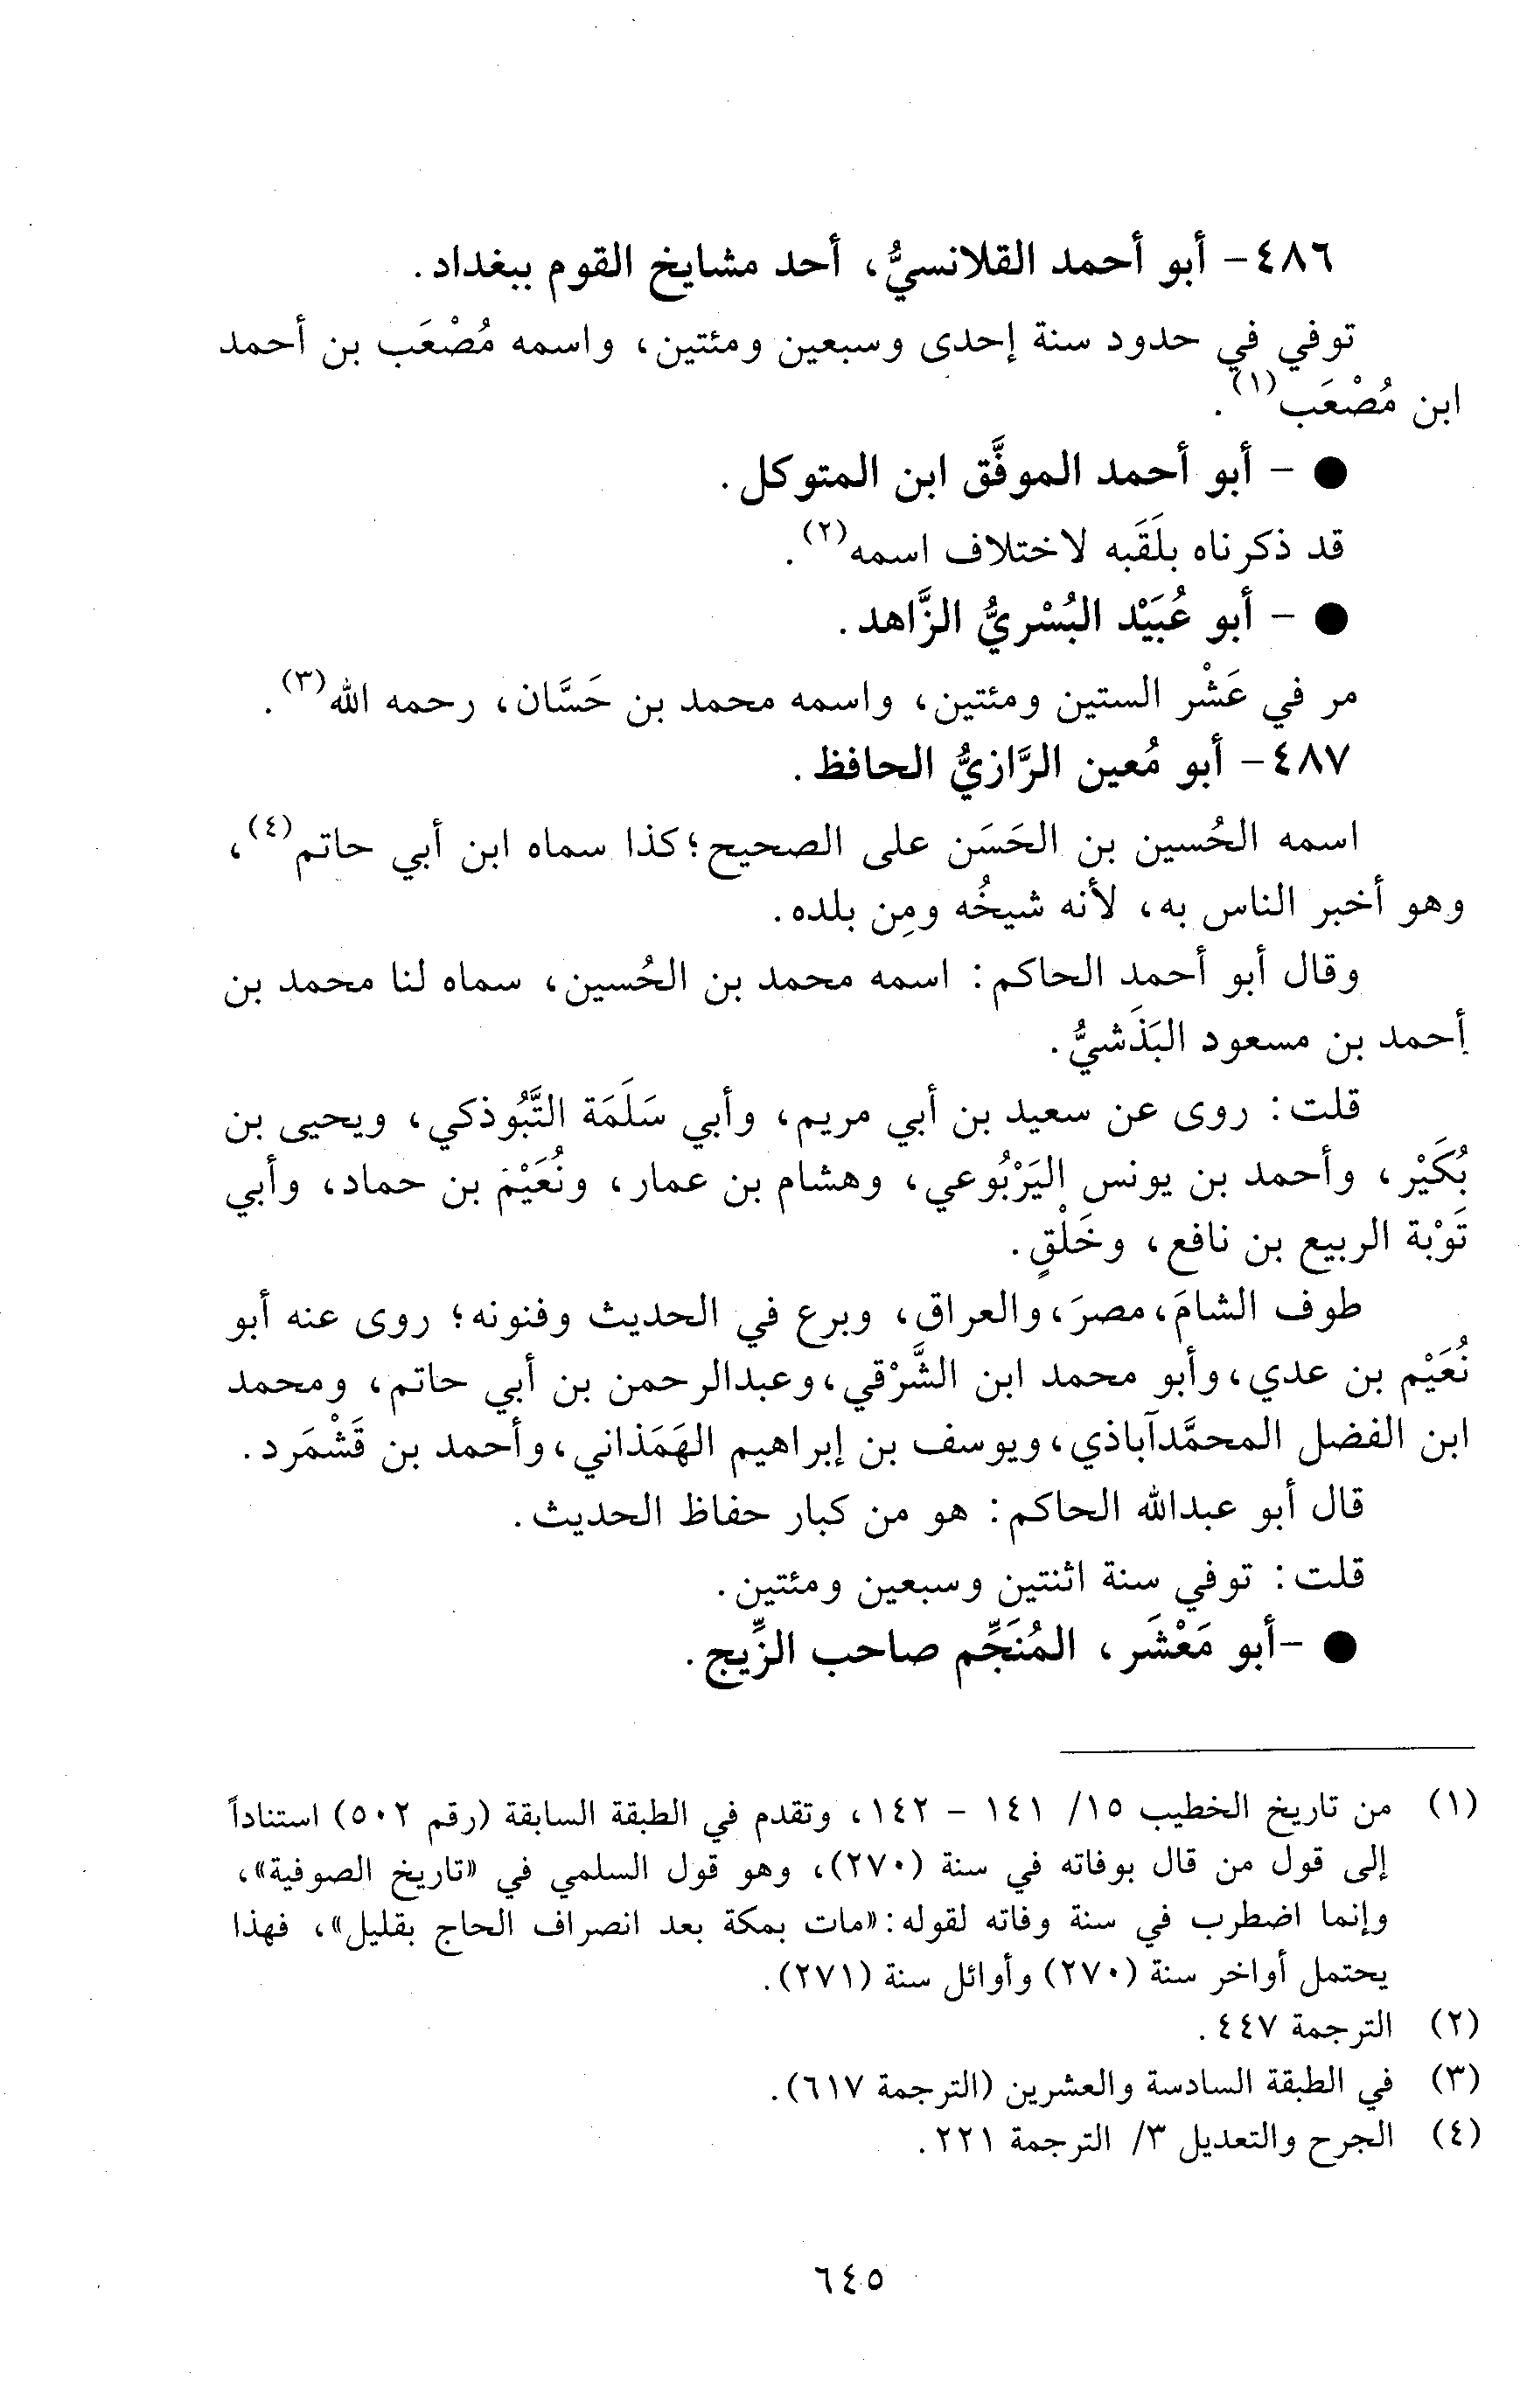 ٤٨٦ - أبو أحمد القلانسيُّ، أحد مشايخ القوم ببغداد.
توفي في حدود سنة إحدى وسبعين ومئتين، واسمه مُصْعَب بن أحمد
ابن مُصْعَب(١).
● - أبو أحمد الموفَّق ابن المتوكل.
قد ذكرناه بلَقَبه لاختلاف اسمه(٢).
● - أبو عُبَيْد البُسْريُّ الزَّاهد.
مر في عَشْر الستين ومئتين، واسمه محمد بن حَسَّان، رحمه الله(٣).
٤٨٧ - أبو مُعين الرَّازيُّ الحافظ.
اسمه الحُسين بن الحَسَن على الصحيح؛ كذا سماه ابن أبي حاتم(٤)،
وهو أخبر الناس به، لأنه شيخُه ومِن بلده.
وقال أبو أحمد الحاكم: اسمه محمد بن الحُسين، سماه لنا محمد بن
أحمد بن مسعود البَذَشيُّ.
قلت: روى عن سعيد بن أبي مريم، وأبي سَلَمَة التَّبُوذكي، ويحيى بن
بُكَيْر، وأحمد بن يونس اليَرْبُوعي، وهشام بن عمار، ونُعَيْم بن حماد، وأبي
تَوْبة الربيع بن نافع، وخَلْقٍ.
طوف الشامَ، مصرَ، والعراق، وبرع في الحديث وفنونه؛ روى عنه أبو
نُعَيْم بن عدي، وأبو محمد ابن الشَّرْقي، وعبدالرحمن بن أبي حاتم، ومحمد
ابن الفضل المحمَّدآباذي، ويوسف بن إبراهيم الهَمَذاني، وأحمد بن قَشْمَرد.
قال أبو عبدالله الحاكم: هو من كبار حفاظ الحديث.
قلت: توفي سنة اثنتين وسبعين ومئتين.
● -أبو مَعْشَر، المُنَجِّم صاحب الزِّيج.
(١) من تاريخ الخطيب ١٥/ ١٤١ - ١٤٢، وتقدم في الطبقة السابقة (رقم ٥٠٢) استناداً
إلى قول من قال بوفاته في سنة (٢٧٠)، وهو قول السلمي في «تاريخ الصوفية»،
وإنما اضطرب في سنة وفاته لقوله: «مات بمكة بعد انصراف الحاج بقليل»، فهذا
يحتمل أواخر سنة (٢٧٠) وأوائل سنة (٢٧١).
(٢) الترجمة ٤٤٧.
(٣) في الطبقة السادسة والعشرين (الترجمة ٦١٧).
(٤) الجرح والتعديل ٣/ الترجمة ٢٢١.
٦٤٥